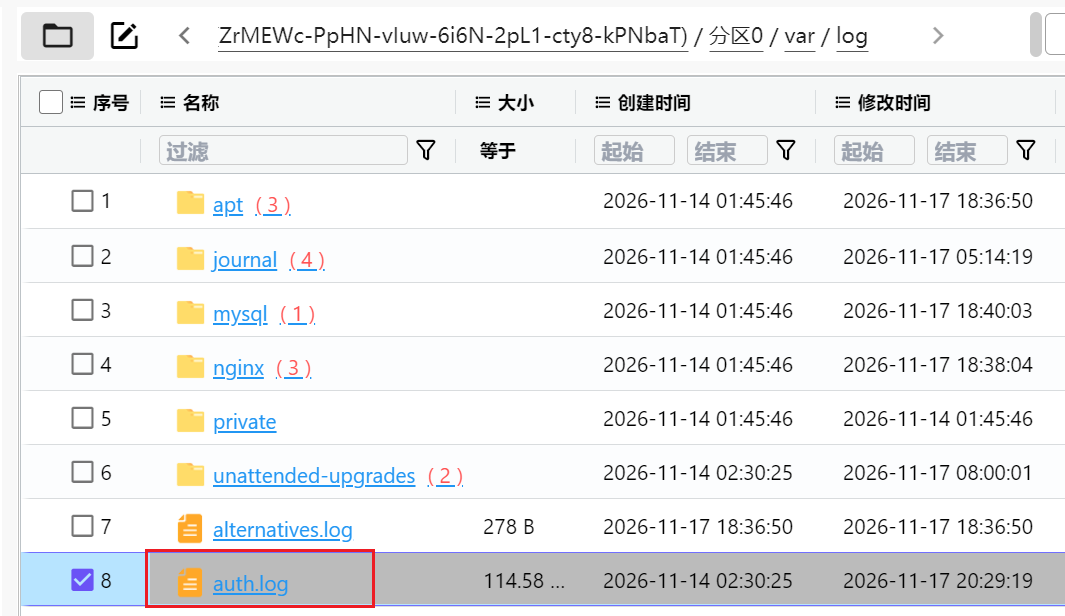 ZrMEWc-PpHN-vIuw-6i6N-2pL1-cty8-kPNbaT) / 分区0 / var / log
序号 名称 大小 创建时间 修改时间
过滤 等于 起始 结束 起始 结束
1 apt ( 3 ) 2026-11-14 01:45:46 2026-11-17 18:36:50
2 journal ( 4 ) 2026-11-14 01:45:46 2026-11-17 05:14:19
3 mysql ( 1 ) 2026-11-14 01:45:46 2026-11-17 18:40:03
4 nginx ( 3 ) 2026-11-14 01:45:46 2026-11-17 18:38:04
5 private 2026-11-14 01:45:46 2026-11-14 01:45:46
6 unattended-upgrades ( 2 ) 2026-11-14 02:30:25 2026-11-17 08:00:01
7 alternatives.log 278 B 2026-11-17 18:36:50 2026-11-17 18:36:50
8 auth.log 114.58 ... 2026-11-14 02:30:25 2026-11-17 20:29:19